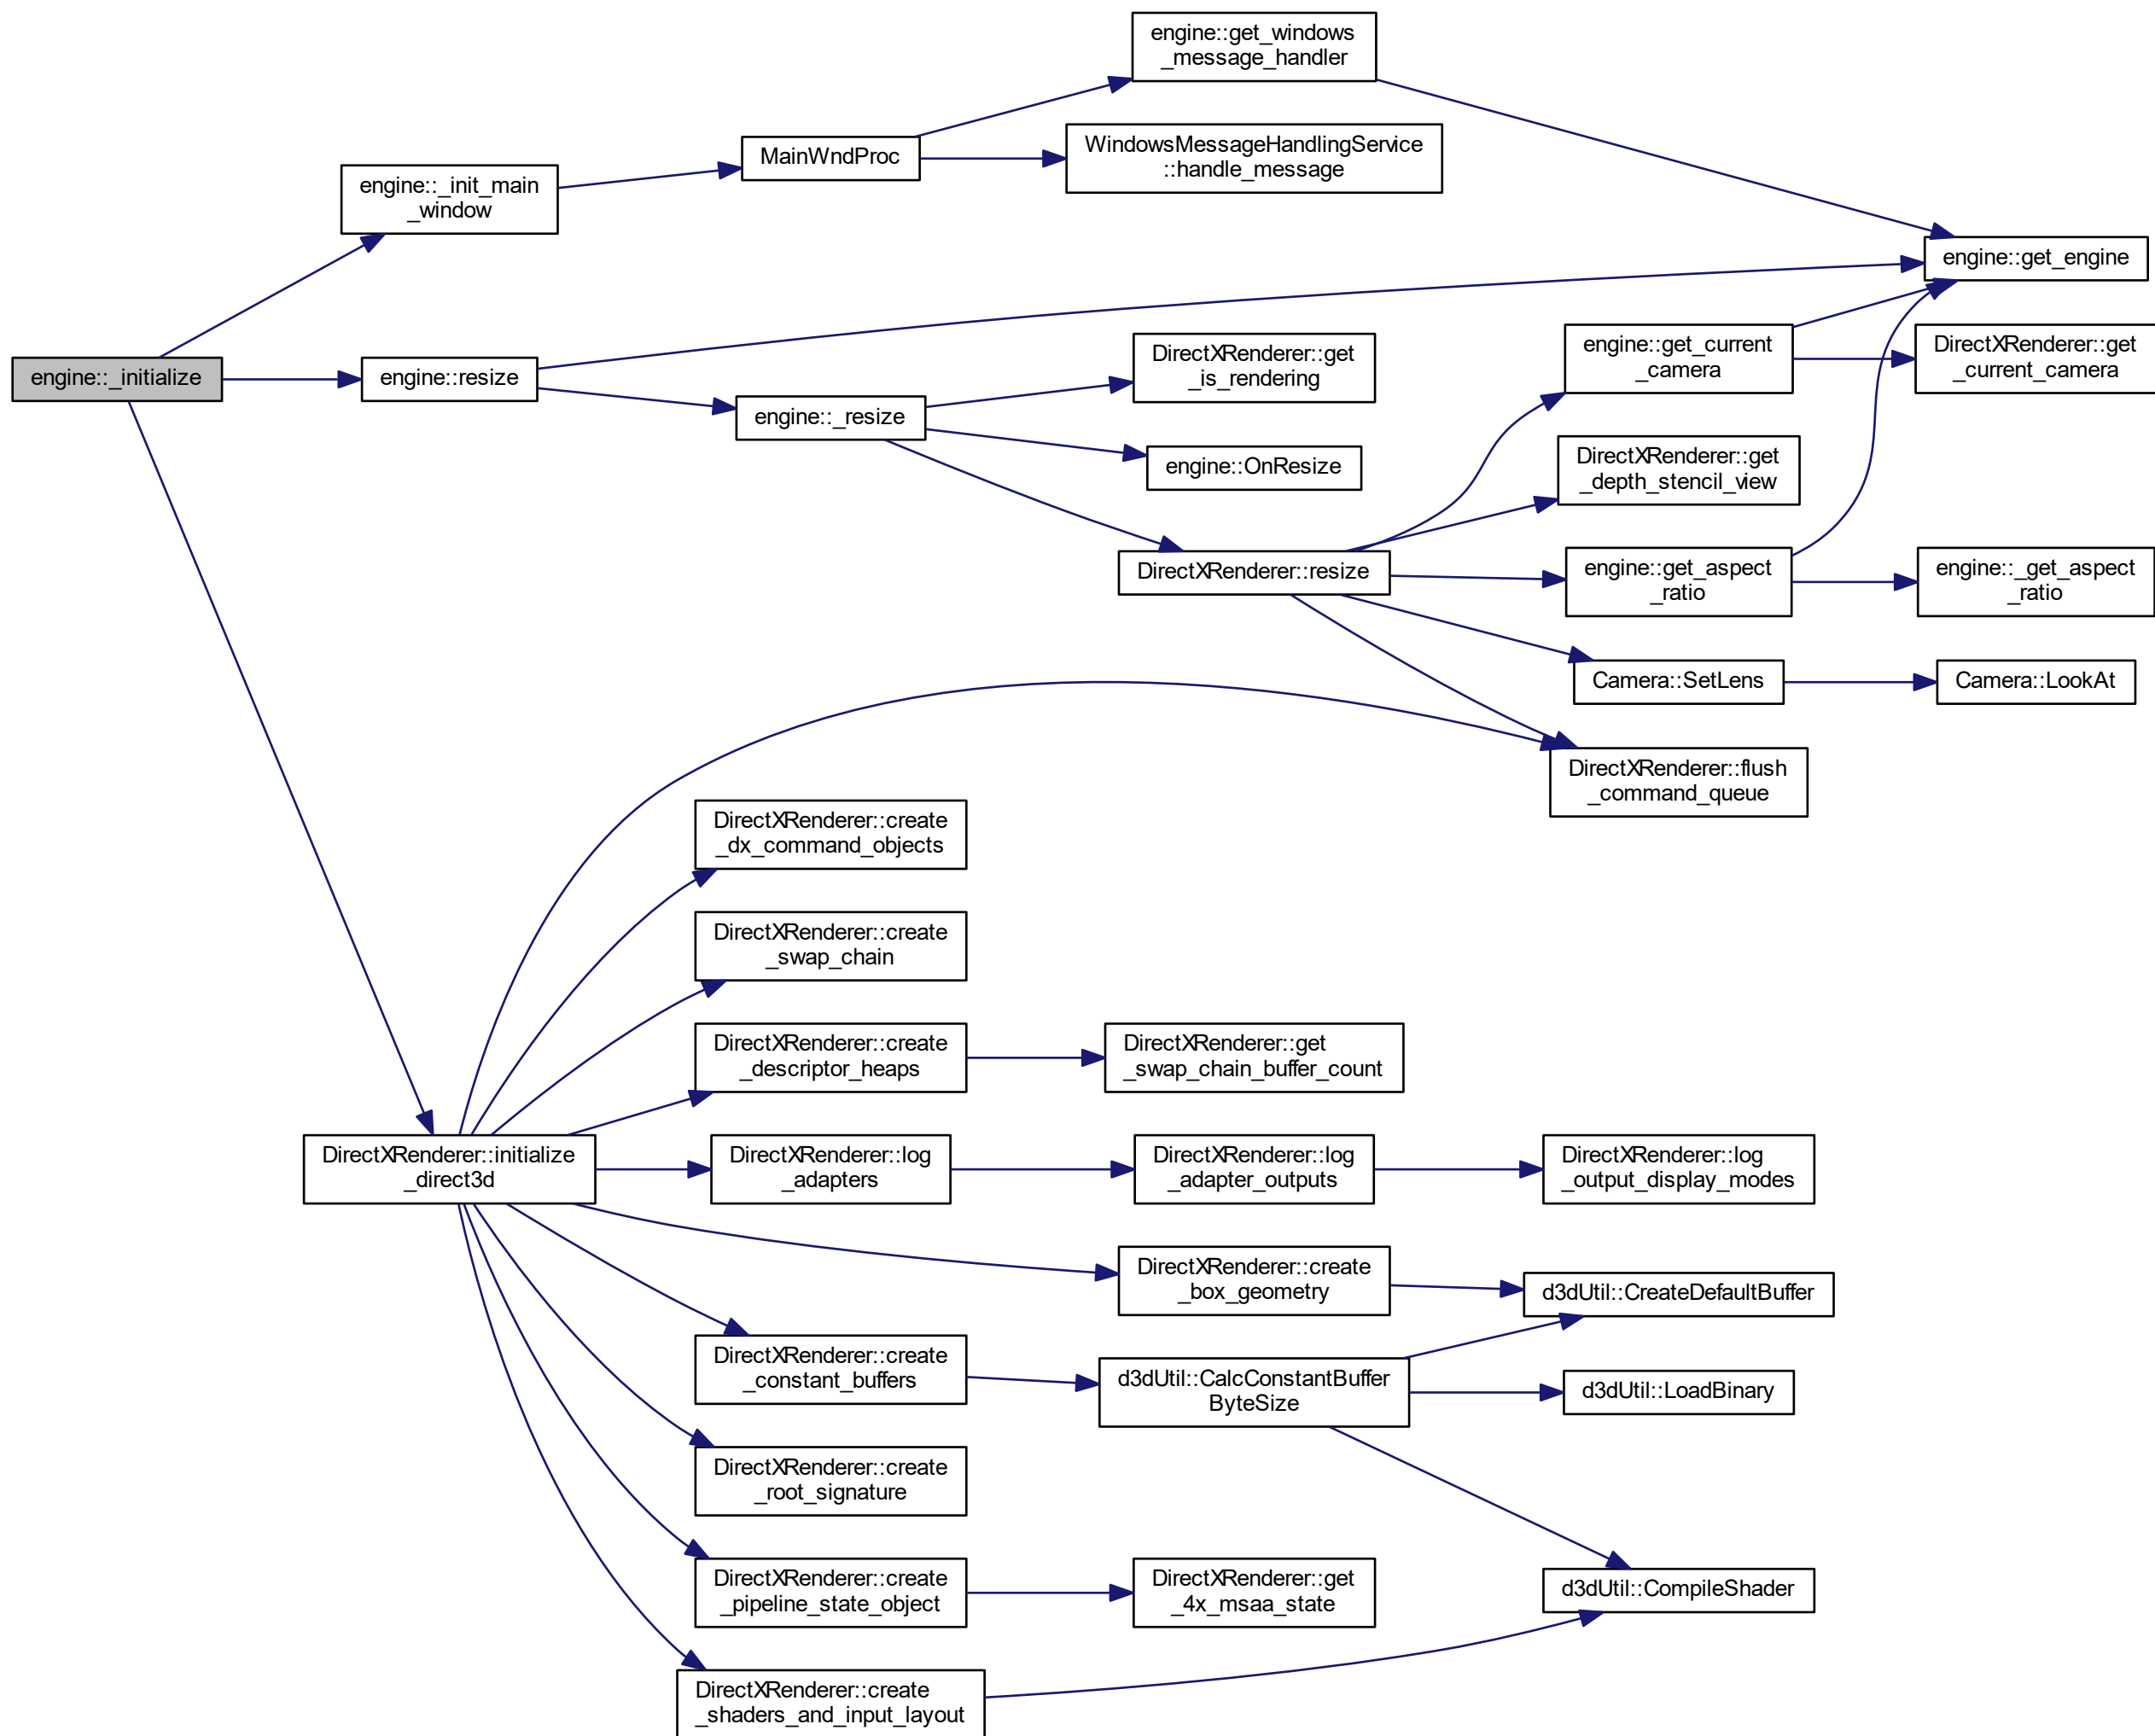 engine::get_windows
_message_handler
MainWndProc
WindowsMessageHandlingService
::handle_message
engine::_init_main
_window
engine::get_engine
engine::_initialize
engine::resize
DirectXRenderer::get
_is_rendering
engine::get_current
_camera
DirectXRenderer::get
_current_camera
engine::_resize
engine::OnResize
DirectXRenderer::get
_depth_stencil_view
DirectXRenderer::resize
engine::get_aspect
_ratio
engine::_get_aspect
_ratio
Camera::SetLens
Camera::LookAt
DirectXRenderer::flush
_command_queue
DirectXRenderer::create
_dx_command_objects
DirectXRenderer::create
_swap_chain
DirectXRenderer::create
_descriptor_heaps
DirectXRenderer::get
_swap_chain_buffer_count
DirectXRenderer::initialize
_direct3d
DirectXRenderer::log
_adapters
DirectXRenderer::log
_adapter_outputs
DirectXRenderer::log
_output_display_modes
DirectXRenderer::create
_box_geometry
d3dUtil::CreateDefaultBuffer
DirectXRenderer::create
_constant_buffers
d3dUtil::CalcConstantBuffer
ByteSize
d3dUtil::LoadBinary
DirectXRenderer::create
_root_signature
DirectXRenderer::create
_pipeline_state_object
DirectXRenderer::get
_4x_msaa_state
d3dUtil::CompileShader
DirectXRenderer::create
_shaders_and_input_layout